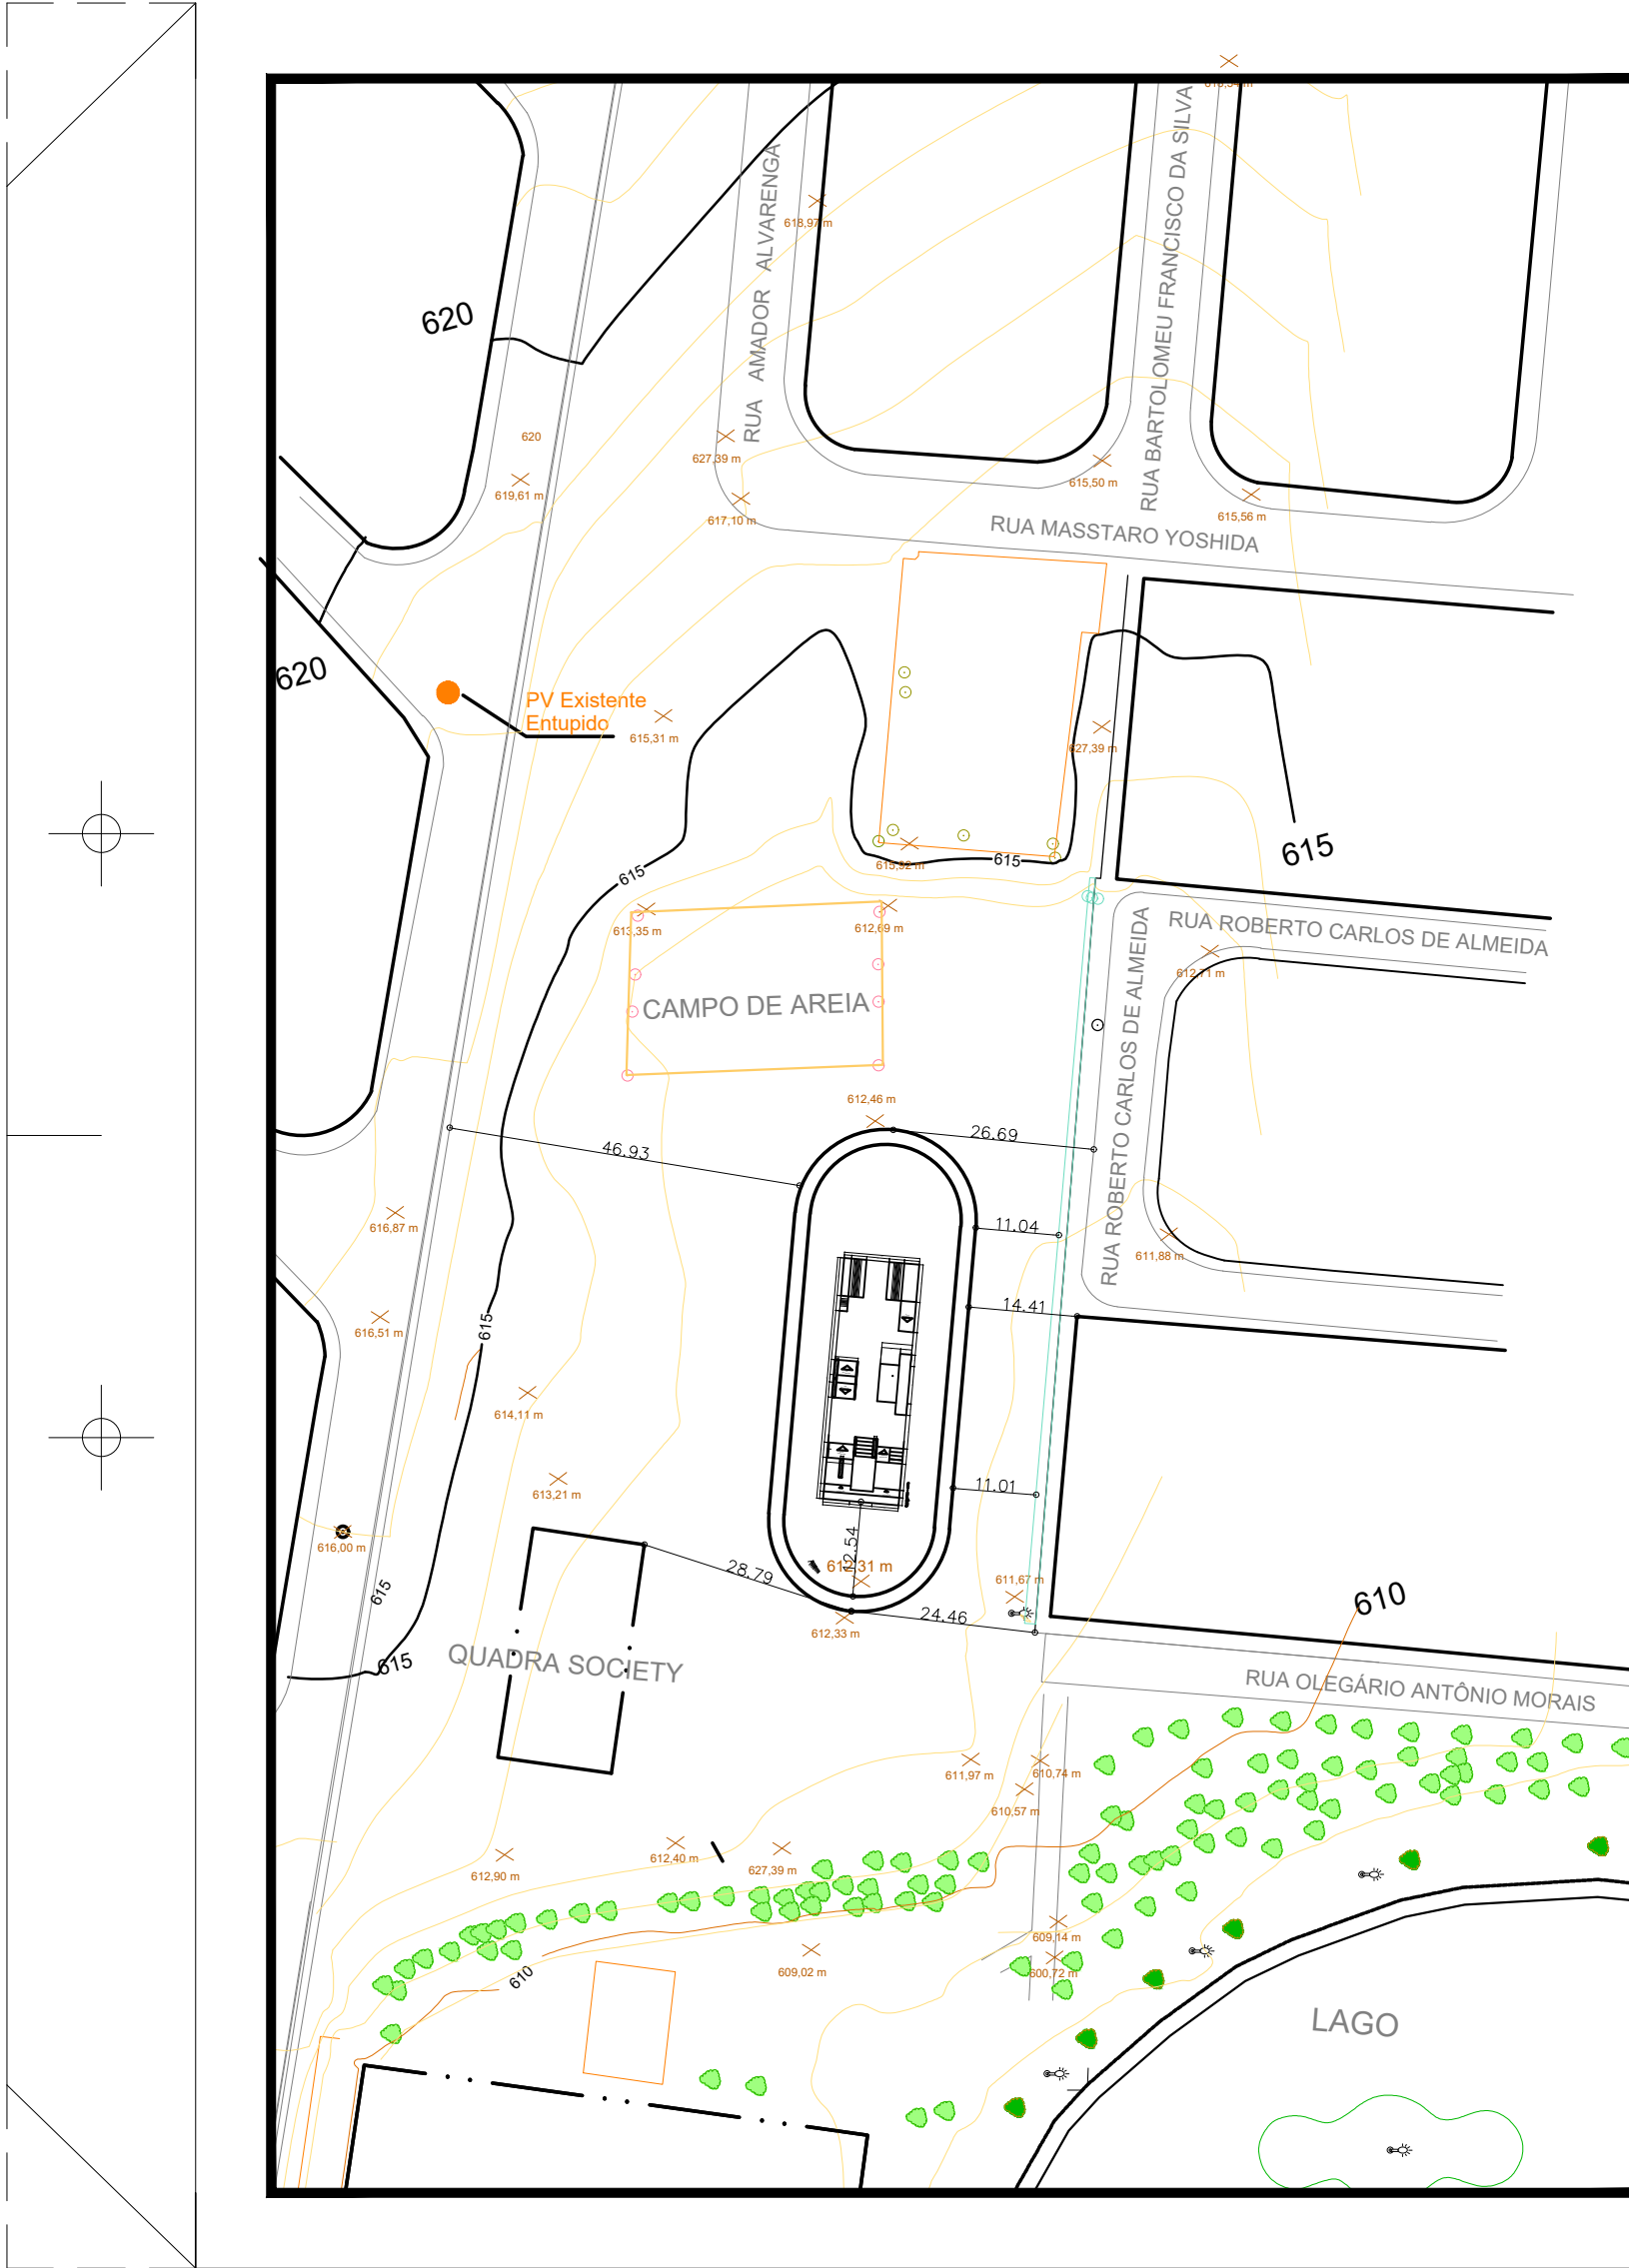 618,97 m
RUA AMADOR ALVARENGA
RUA BARTOLOMEU FRANCISCO DA SILVA
620
620
627,39 m
619,61 m
617,10 m
615,50 m
615,56 m
RUA MASSTARO YOSHIDA
620
PV Existente
Entupido
615,31 m
627,39 m
615
615,92 m
615
615
613,35 m
612,69 m
RUA ROBERTO CARLOS DE ALMEIDA
612,71 m
CAMPO DE AREIA
RUA ROBERTO CARLOS DE ALMEIDA
612,46 m
46.93
26.69
616,87 m
11.04
611,88 m
616,51 m
615
14.41
614,11 m
613,21 m
11.01
616,00 m
12.54
612,31 m
28.79
611,67 m
615
610
24.46
612,33 m
615
QUADRA SOCIETY
RUA OLEGÁRIO ANTÔNIO MORAIS
611,97 m
610,74 m
610,57 m
612,90 m
612,40 m
627,39 m
609,14 m
609,02 m
600,72 m
610
LAGO